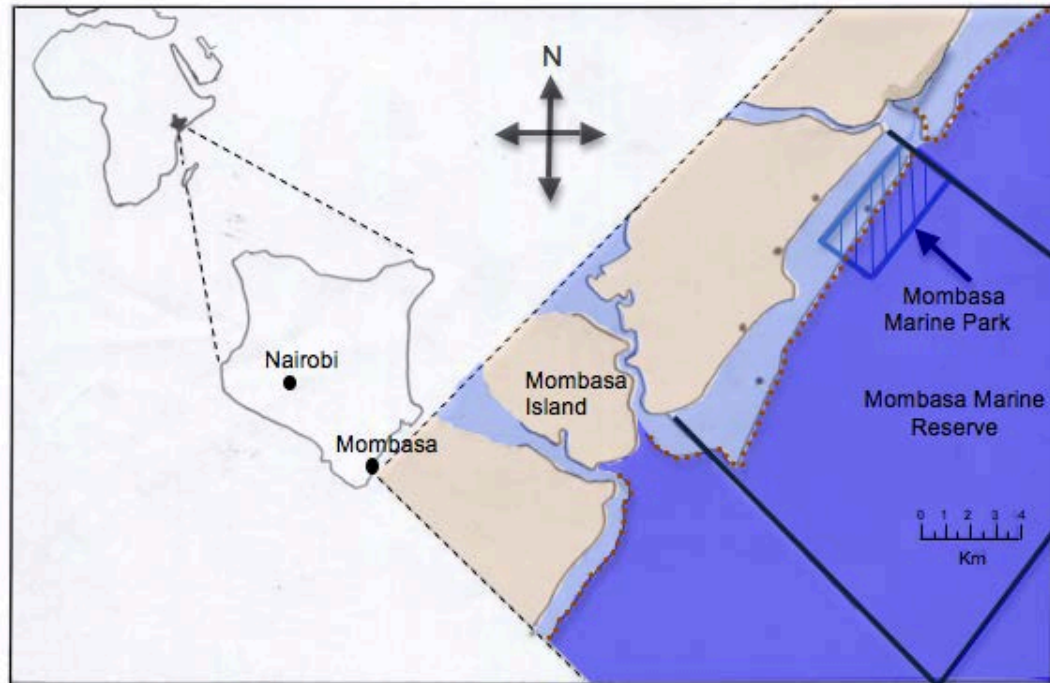 N
Nairobi
Mombasa
Mombasa
Island
Mombasa
Marine Park
Mombasa Marine
Reserve
0 1 2 3 4
Km